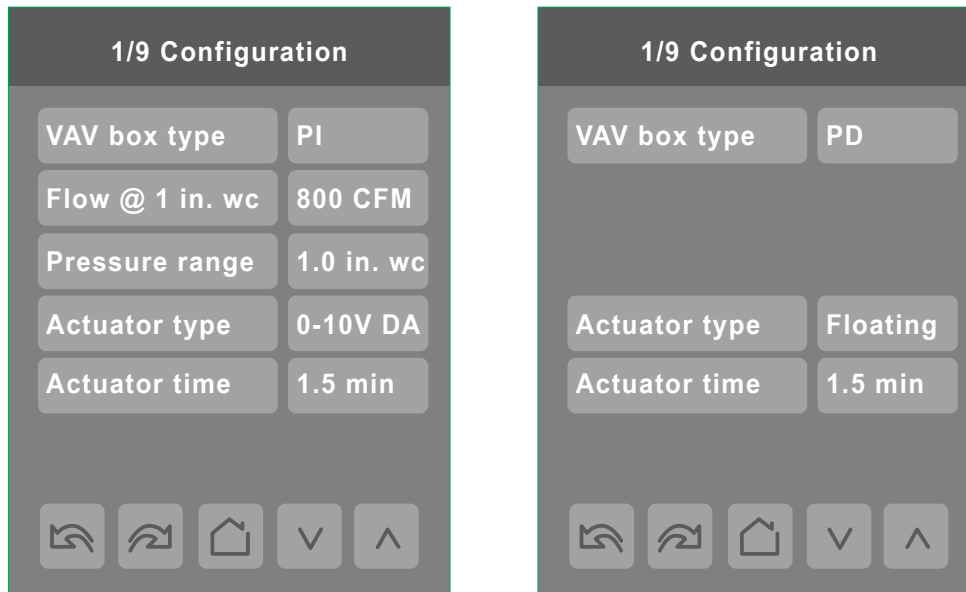 1/9 Configuration
VAV box type PI
Flow @ 1 in. wc 800 CFM
Pressure range 1.0 in. wc
Actuator type 0-10V DA
Actuator time 1.5 min
1/9 Configuration
VAV box type PD
Actuator type Floating
Actuator time 1.5 min